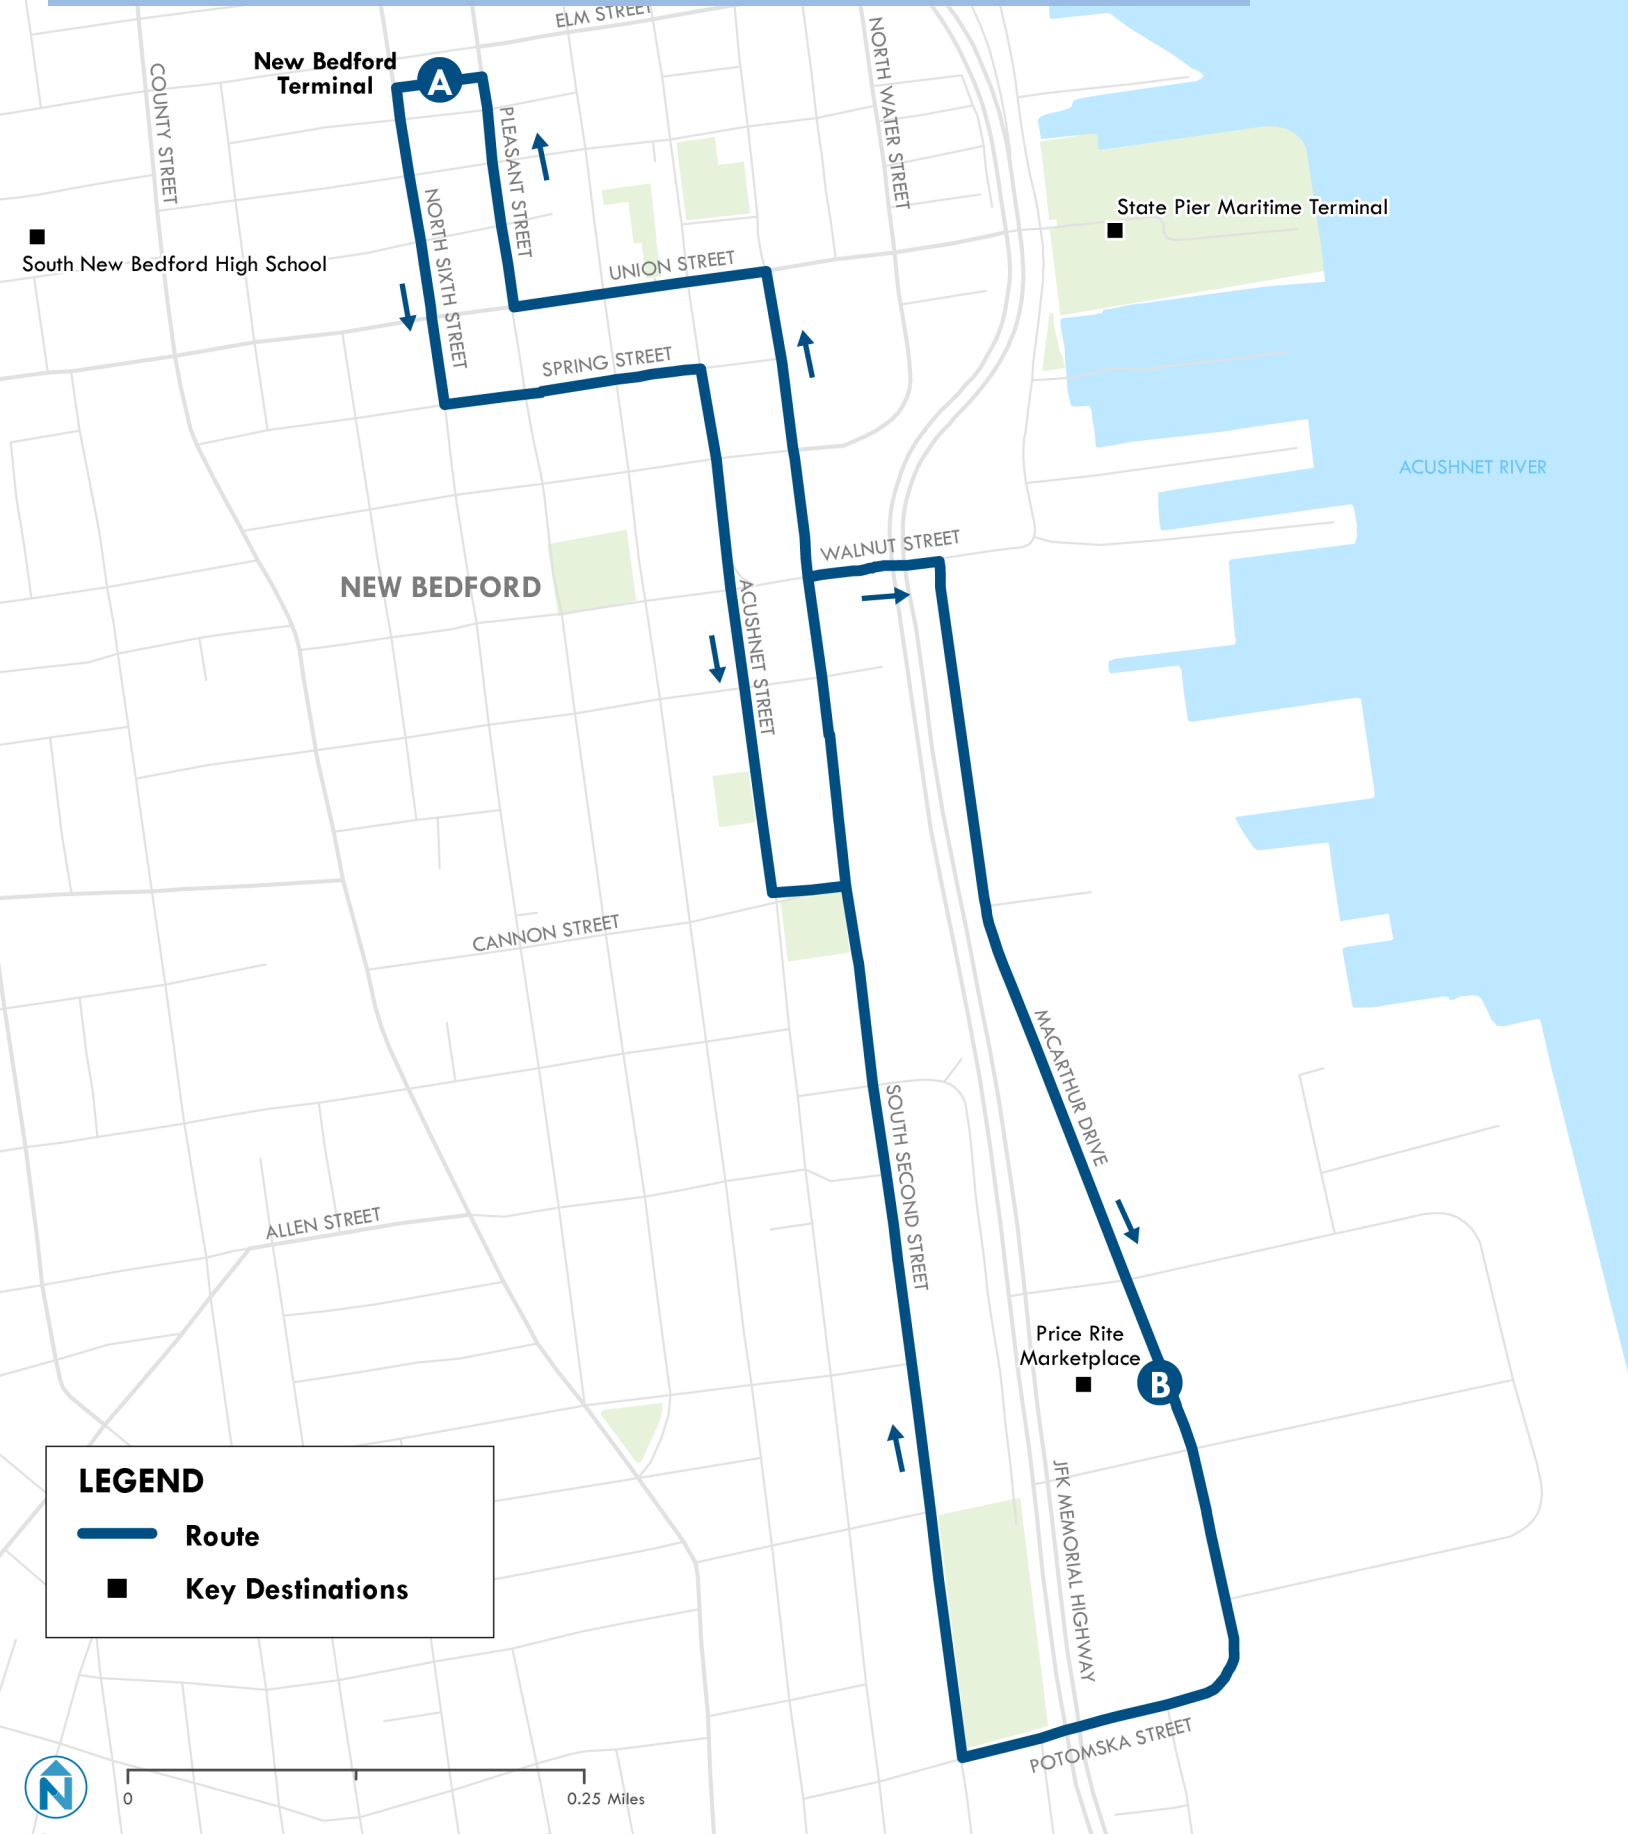 ELM STREET
New Bedford
Terminal
A
COUNTY STREET
NORTH WATER STREET
PLEASANT STREET
NORTH SIXTH STREET
State Pier Maritime Terminal
South New Bedford High School
UNION STREET
SPRING STREET
ACUSHNET RIVER
WALNUT STREET
NEW BEDFORD
ACUSHNET STREET
CANNON STREET
MACARTHUR DRIVE
SOUTH SECOND STREET
ALLEN STREET
Price Rite
Marketplace
B
JFK MEMORIAL HIGHWAY
LEGEND
Route
Key Destinations
POTOMSKA STREET
N
0
0.25 Miles